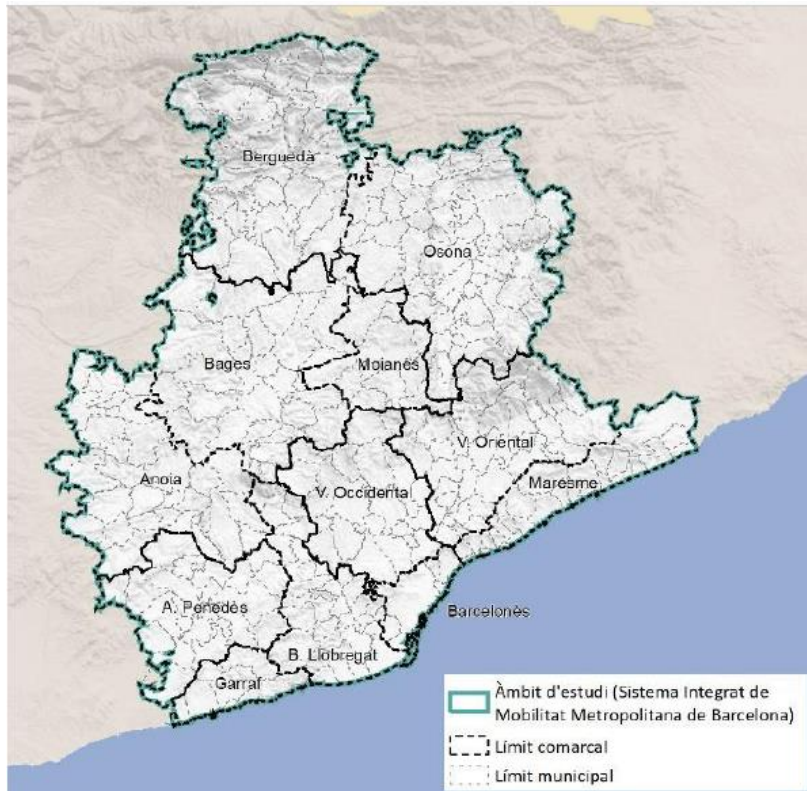 Berguedà
Osona
Bages
Moianès
V. Oriental
Maresme
Anoia
V. Occidental
A. Penedès
Barcelonès
B. Llobregat
Garraf
Àmbit d'estudi (Sistema Integrat de
Mobilitat Metropolitana de Barcelona)
Límit comarcal
Límit municipal